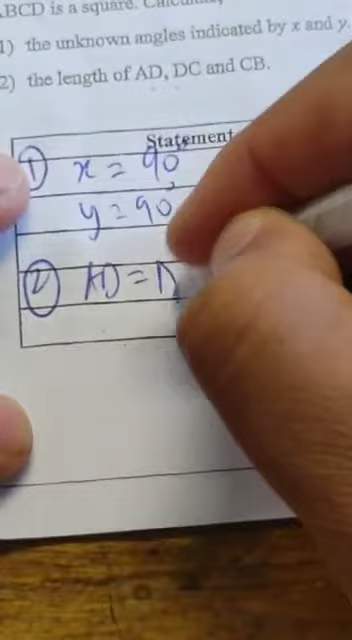 ABCD is a square. Calculate,
1) the unknown angles indicated by x and y.
2) the length of AD, DC and CB.
Statement
① x = 90°
y = 90°
② AD = D